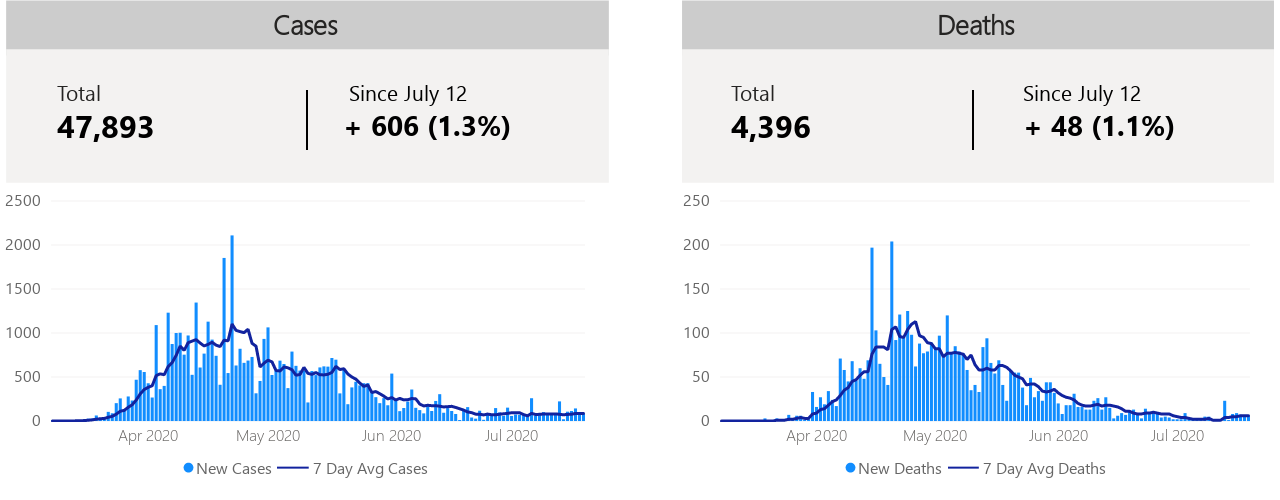 Cases
Total
Since July 12
47,893
+ 606 (1.3%)
2500
2000
1500
1000
500
0
Apr 2020
May 2020
Jun 2020
Jul 2020
New Cases
7 Day Avg Cases
Deaths
Total
Since July 12
4,396
+ 48 (1.1%)
250
200
150
100
50
0
Apr 2020
May 2020
Jun 2020
Jul 2020
New Deaths
7 Day Avg Deaths